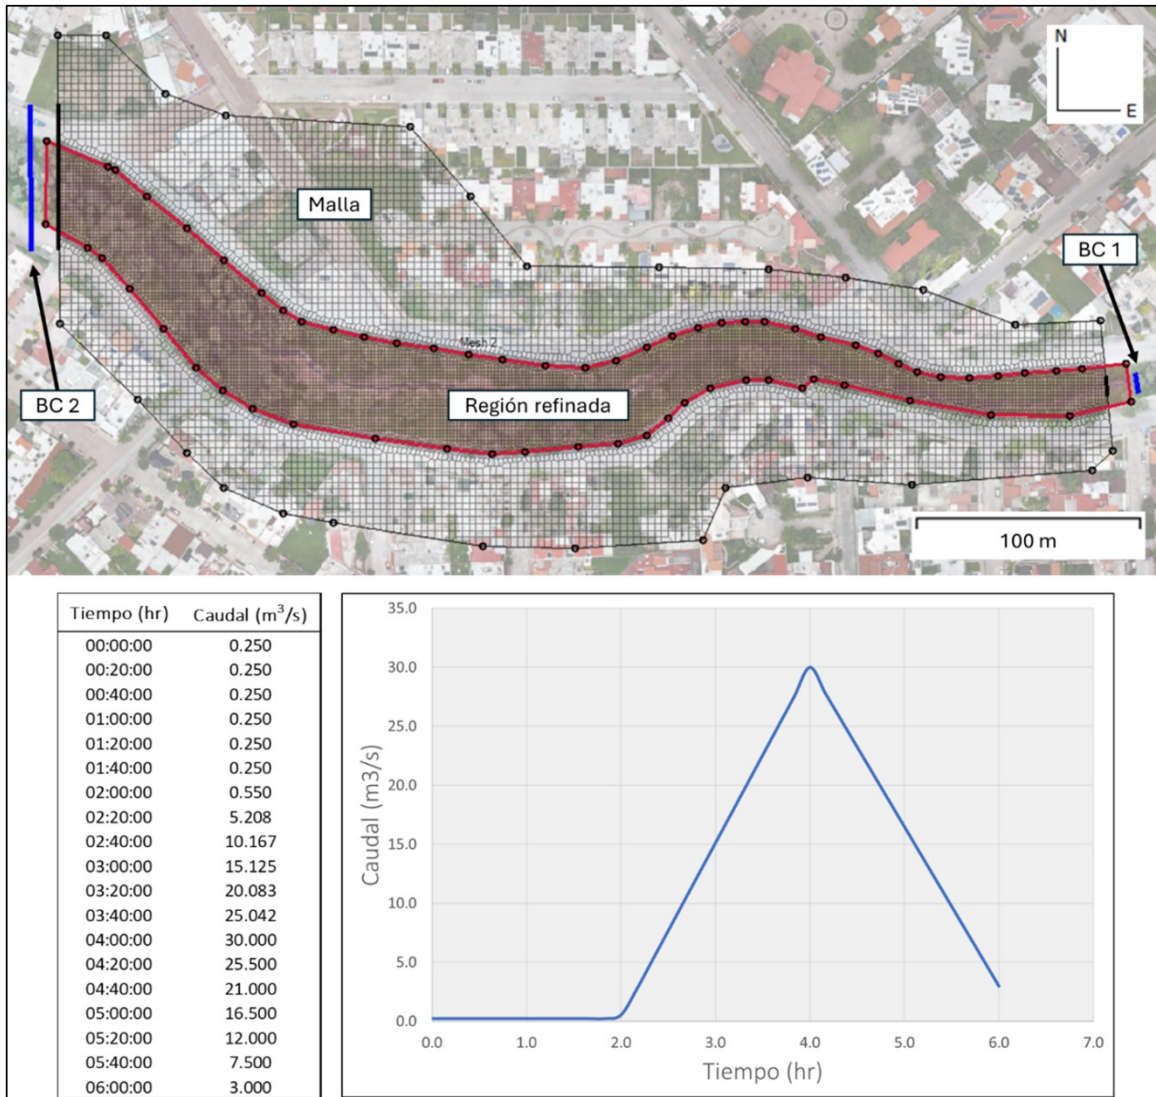 N
E
Malla
BC 1
Mesh 2
BC 2
Región refinada
100 m
Tiempo (hr) Caudal (m³/s)
00:00:00 0.250
00:20:00 0.250
00:40:00 0.250
01:00:00 0.250
01:20:00 0.250
01:40:00 0.250
02:00:00 0.550
02:20:00 5.208
02:40:00 10.167
03:00:00 15.125
03:20:00 20.083
03:40:00 25.042
04:00:00 30.000
04:20:00 25.500
04:40:00 21.000
05:00:00 16.500
05:20:00 12.000
05:40:00 7.500
06:00:00 3.000
35.0
30.0
25.0
20.0
15.0
10.0
5.0
0.0
Caudal (m3/s)
0.0 1.0 2.0 3.0 4.0 5.0 6.0 7.0
Tiempo (hr)